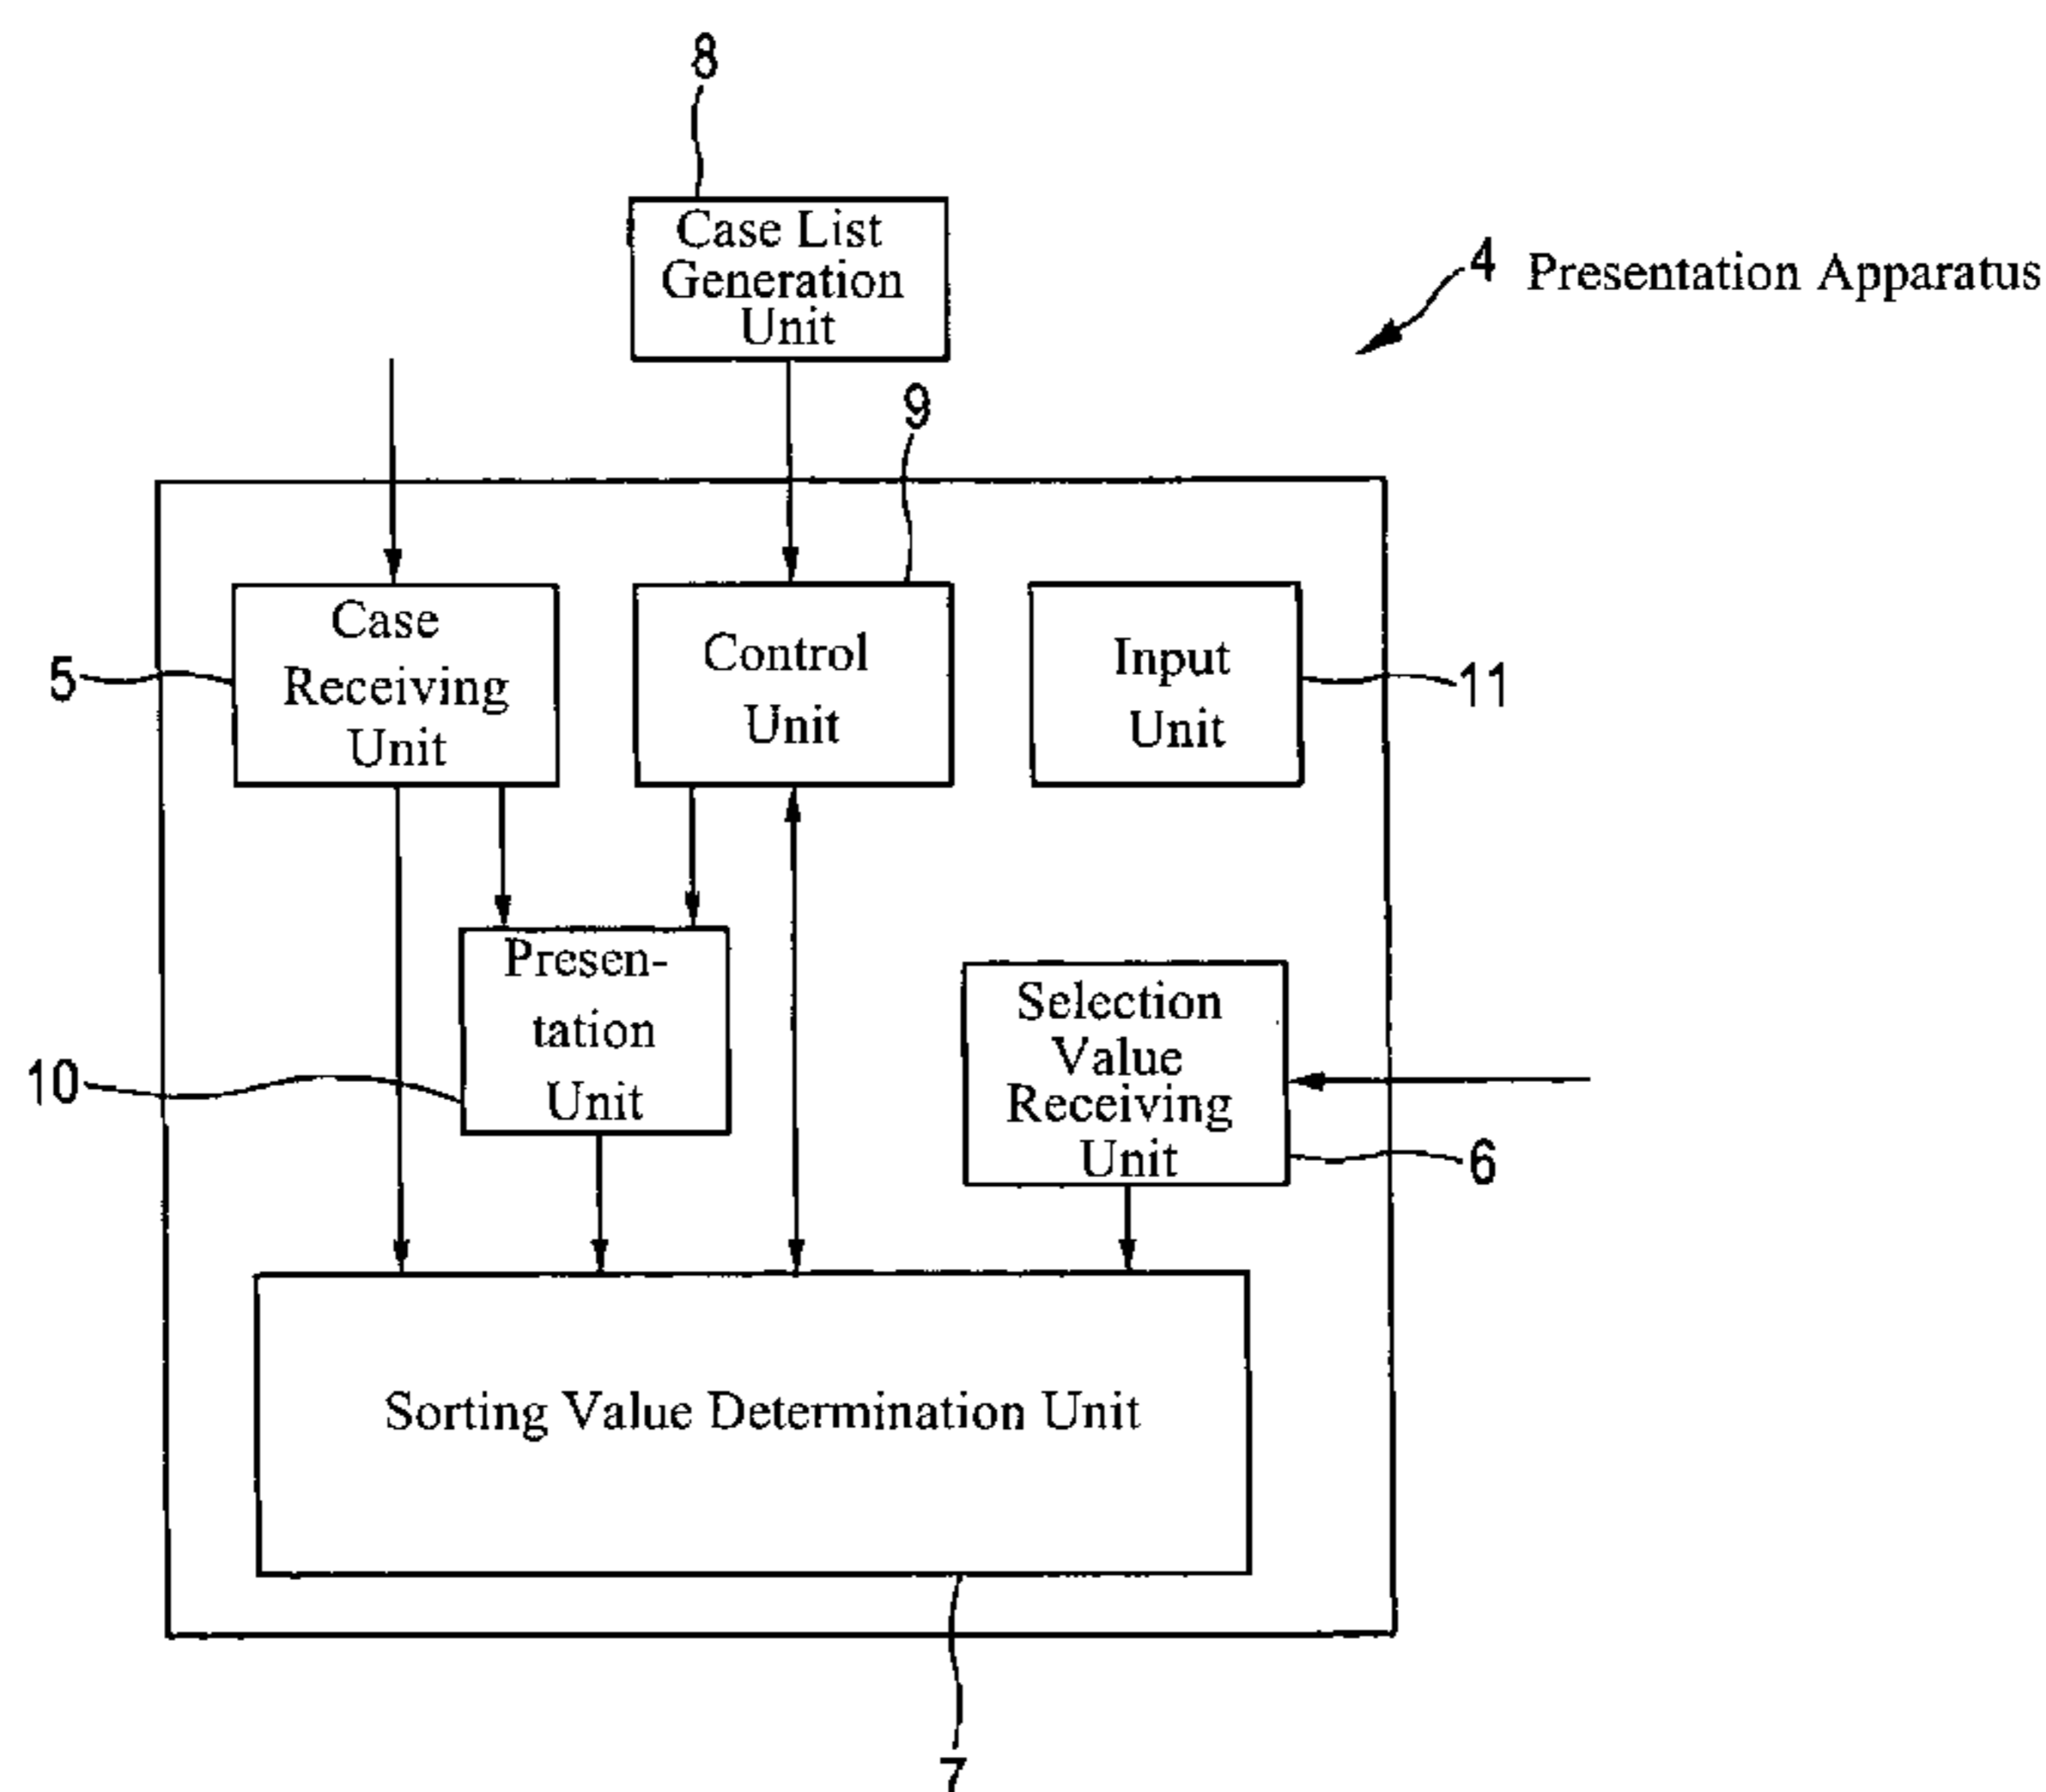 8
Case List
Generation
Unit
4 Presentation Apparatus
9
Case
Receiving
Unit
5
Control
Unit
Input
Unit
11
Presen-
tation
Unit
10
Selection
Value
Receiving
Unit
6
Sorting Value Determination Unit
7